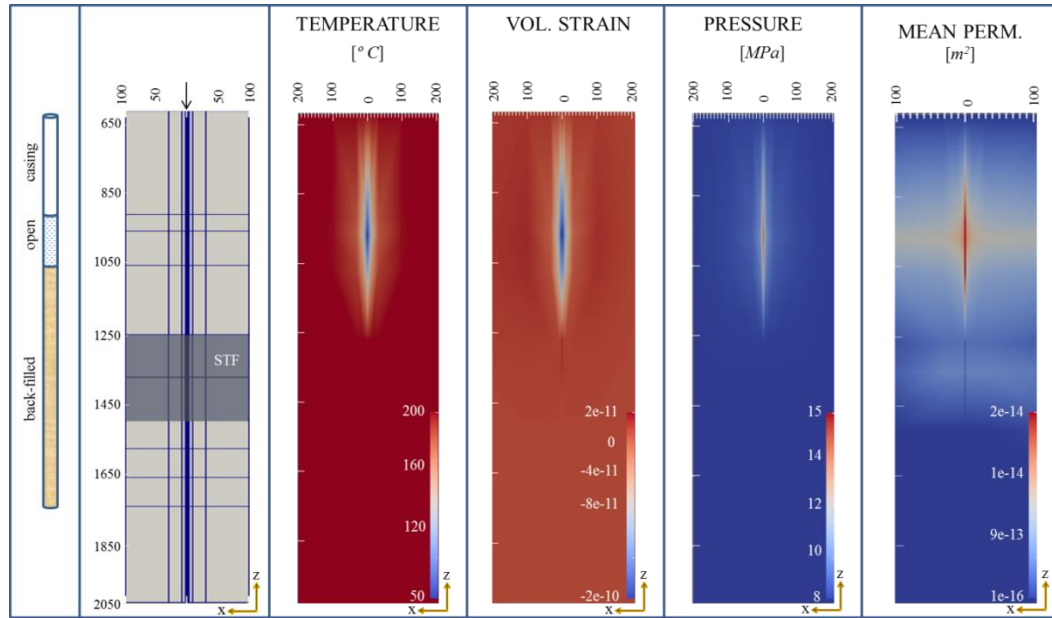 TEMPERATURE
[° C]
VOL. STRAIN
PRESSURE
[MPa]
MEAN PERM.
[m²]
casing
open
back-filled
100 50 50 100
650
850
1050
1250
1450
1650
1850
2050
STF
z
x
200 100 0 100 200
200
160
120
50
z
x
200 100 0 100 200
2e-11
0
-4e-11
-8e-11
-2e-10
z
x
200 100 0 100 200
15
14
12
10
8
z
x
100 0 100
2e-14
1e-14
9e-13
1e-16
z
x